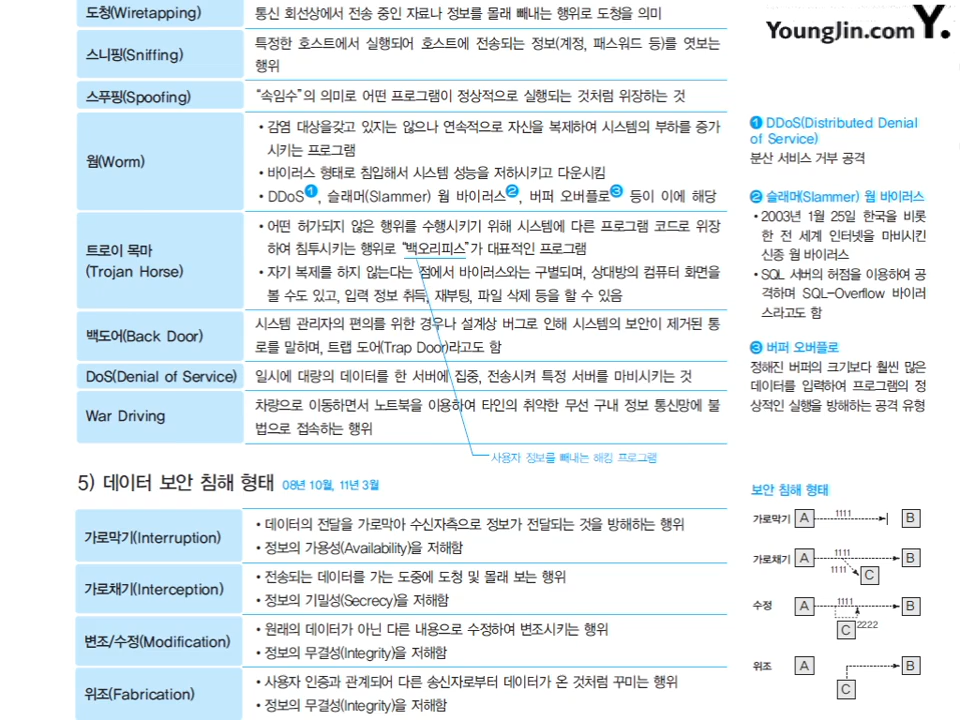 도청(Wiretapping)
통신 회선상에서 전송 중인 자료나 정보를 몰래 빼내는 행위로 도청을 의미
스니핑(Sniffing)
특정한 호스트에서 실행되어 호스트에 전송되는 정보(계정, 패스워드 등)를 엿보는
행위
스푸핑(Spoofing)
“속임수”의 의미로 어떤 프로그램이 정상적으로 실행되는 것처럼 위장하는 것
웜(Worm)
• 감염 대상을갖고 있지는 않으나 연속적으로 자신을 복제하여 시스템의 부하를 증가
시키는 프로그램
• 바이러스 형태로 침입해서 시스템 성능을 저하시키고 다운시킴
• DDoS❶, 슬래머(Slammer) 웜 바이러스❷, 버퍼 오버플로❸ 등이 이에 해당
트로이 목마
(Trojan Horse)
• 어떤 허가되지 않은 행위를 수행시키기 위해 시스템에 다른 프로그램 코드로 위장
하여 침투시키는 행위로 “백오리피스”가 대표적인 프로그램
• 자기 복제를 하지 않는다는 점에서 바이러스와는 구별되며, 상대방의 컴퓨터 화면을
볼 수도 있고, 입력 정보 취득, 재부팅, 파일 삭제 등을 할 수 있음
백도어(Back Door)
시스템 관리자의 편의를 위한 경우나 설계상 버그로 인해 시스템의 보안이 제거된 통
로를 말하며, 트랩 도어(Trap Door)라고도 함
DoS(Denial of Service)
일시에 대량의 데이터를 한 서버에 집중, 전송시켜 특정 서버를 마비시키는 것
War Driving
차량으로 이동하면서 노트북을 이용하여 타인의 취약한 무선 구내 정보 통신망에 불
법으로 접속하는 행위
사용자 정보를 빼내는 해킹 프로그램
5) 데이터 보안 침해 형태 08년 10월, 11년 3월
가로막기(Interruption)
• 데이터의 전달을 가로막아 수신자측으로 정보가 전달되는 것을 방해하는 행위
• 정보의 가용성(Availability)을 저해함
가로채기(Interception)
• 전송되는 데이터를 가는 도중에 도청 및 몰래 보는 행위
• 정보의 기밀성(Secrecy)을 저해함
변조/수정(Modification)
• 원래의 데이터가 아닌 다른 내용으로 수정하여 변조시키는 행위
• 정보의 무결성(Integrity)을 저해함
위조(Fabrication)
• 사용자 인증과 관계되어 다른 송신자로부터 데이터가 온 것처럼 꾸미는 행위
• 정보의 무결성(Integrity)을 저해함
YoungJin.com Y.
❶ DDoS(Distributed Denial
of Service)
분산 서비스 거부 공격
❷ 슬래머(Slammer) 웜 바이러스
• 2003년 1월 25일 한국을 비롯
한 전 세계 인터넷을 마비시킨
신종 웜 바이러스
• SQL 서버의 허점을 이용하여 공
격하며 SQL-Overflow 바이러
스라고도 함
❸ 버퍼 오버플로
정해진 버퍼의 크기보다 훨씬 많은
데이터를 입력하여 프로그램의 정
상적인 실행을 방해하는 공격 유형
보안 침해 형태
가로막기 A 1111 B
가로채기 A 1111 B
1111 C
수정 A 1111 B
C 2222
위조 A B
C